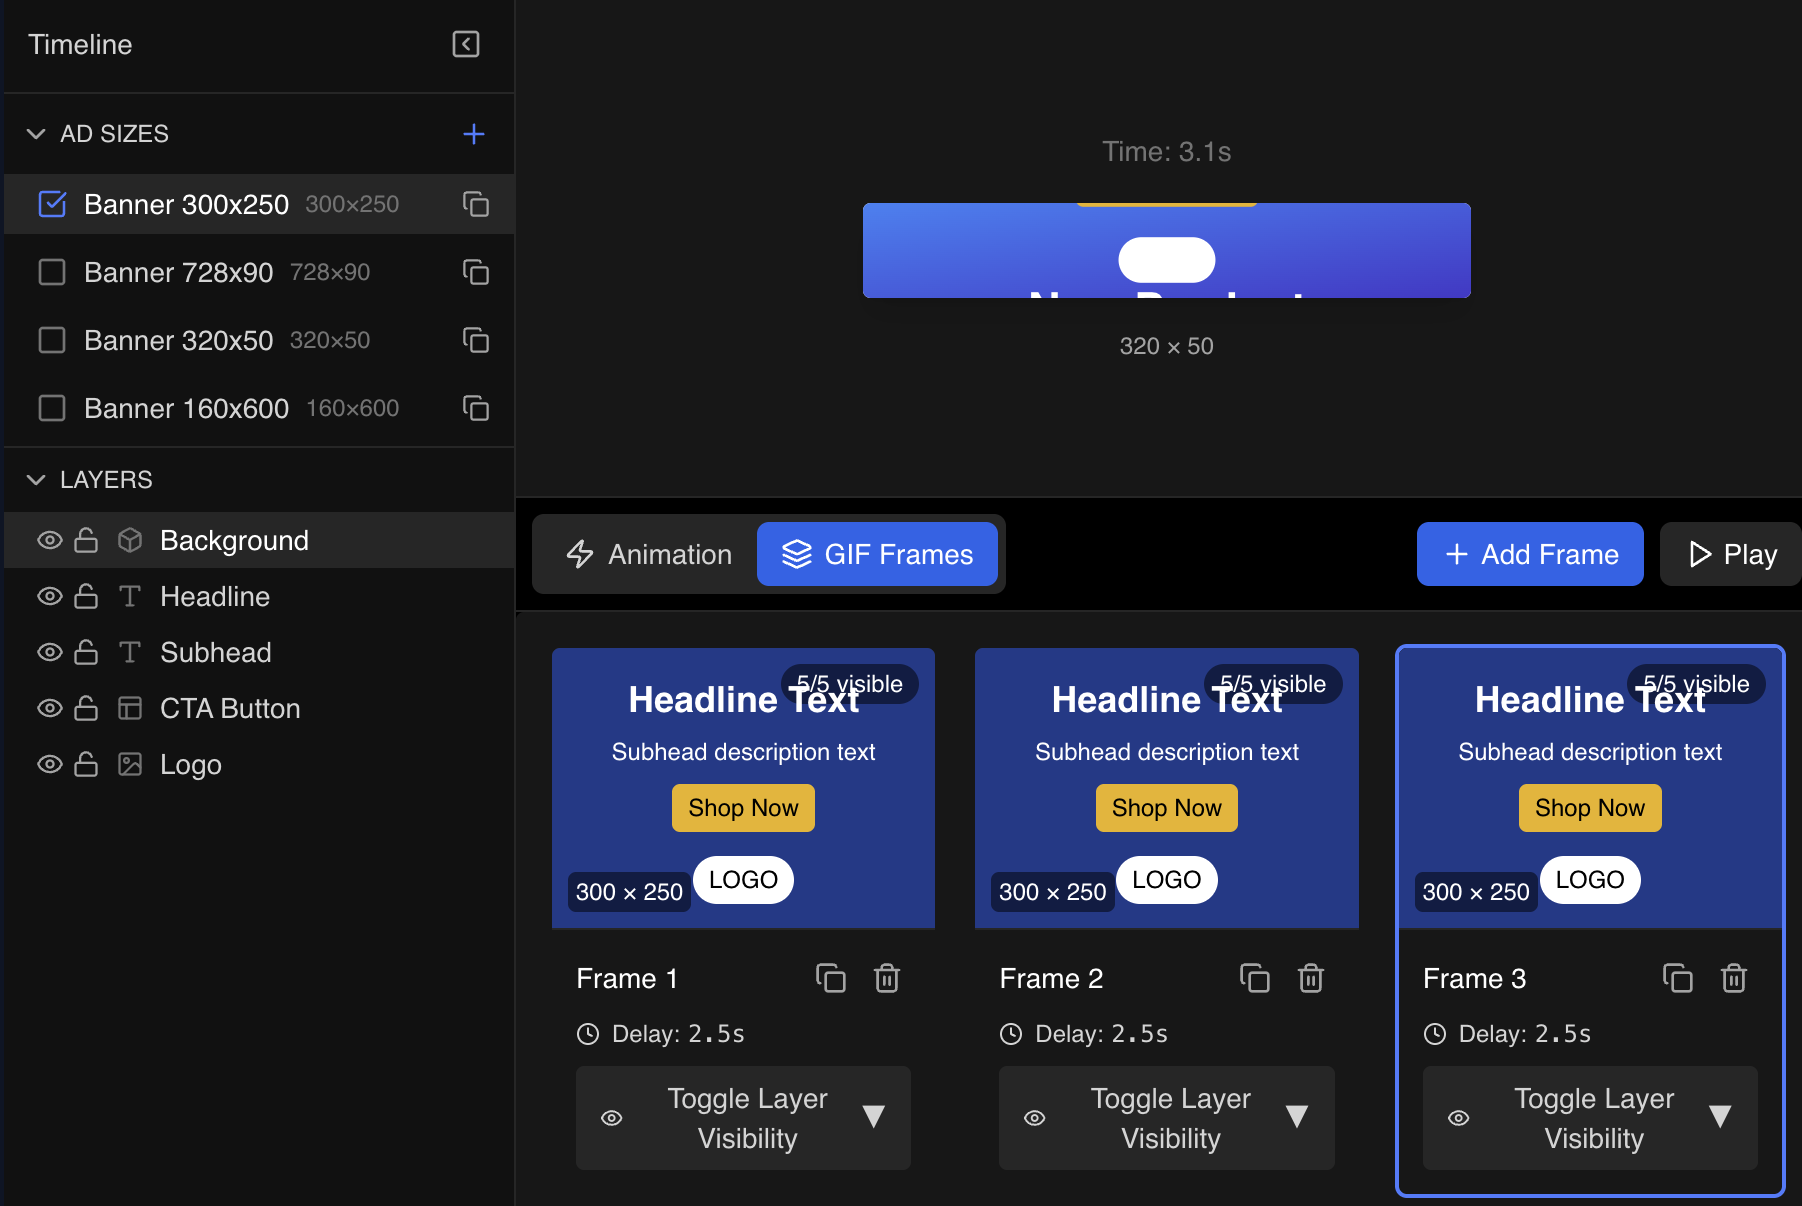 Timeline
AD SIZES
Banner 300x250 300×250
Banner 728x90 728×90
Banner 320x50 320×50
Banner 160x600 160×600
LAYERS
Background
Headline
Subhead
CTA Button
Logo
Time: 3.1s
320 × 50
Animation
GIF Frames
Add Frame
Play
5/5 visible
Headline Text
Subhead description text
Shop Now
LOGO
300 × 250
Frame 1
Delay: 2.5s
Toggle Layer
Visibility
5/5 visible
Headline Text
Subhead description text
Shop Now
LOGO
300 × 250
Frame 2
Delay: 2.5s
Toggle Layer
Visibility
5/5 visible
Headline Text
Subhead description text
Shop Now
LOGO
300 × 250
Frame 3
Delay: 2.5s
Toggle Layer
Visibility